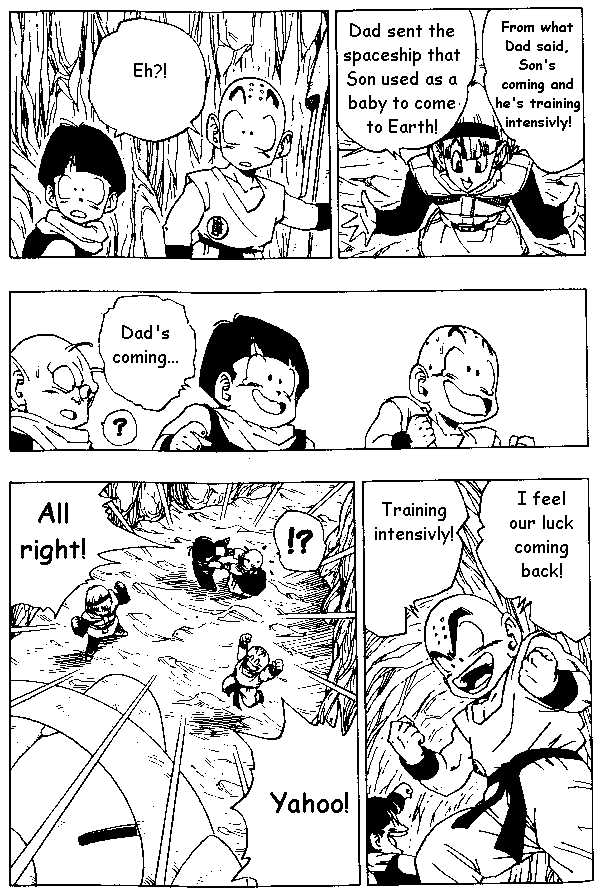 From what
Dad said,
Son's
coming and
he's training
intensivly!
Dad sent the
spaceship that
Son used as a
baby to come
to Earth!
Eh?!
Dad's
coming...
?
I feel
our luck
coming
back!
Training
intensivly!
!?
All
right!
Yahoo!